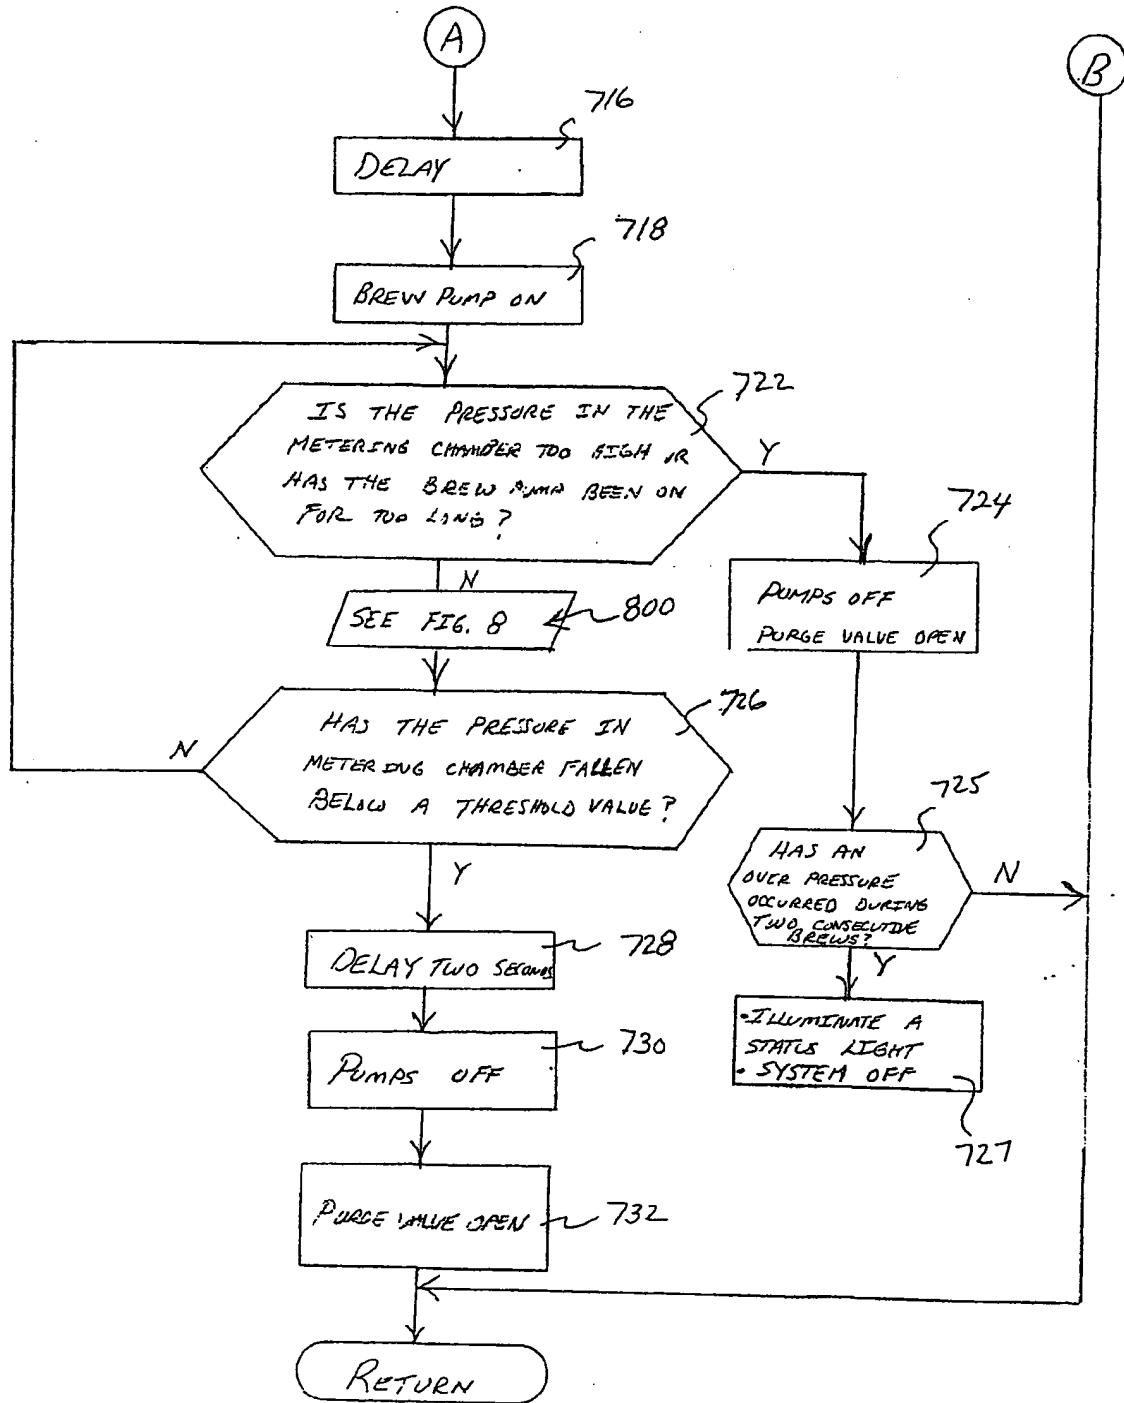 A
B
716
DELAY
718
BREW PUMP ON
722
IS THE PRESSURE IN THE
METERING CHAMBER TOO HIGH OR
HAS THE BREW PUMP BEEN ON
FOR TOO LONG?
Y
N
724
PUMPS OFF
PURGE VALUE OPEN
SEE FIG. 8
800
726
HAS THE PRESSURE IN
METERING CHAMBER FALLEN
BELOW A THRESHOLD VALUE?
N
Y
725
HAS AN
OVER PRESSURE
OCCURRED DURING
TWO CONSECUTIVE
BREWS?
N
Y
728
DELAY TWO SECONDS
•ILLUMINATE A
STATUS LIGHT
• SYSTEM OFF
727
730
PUMPS OFF
PURGE VALUE OPEN
732
RETURN